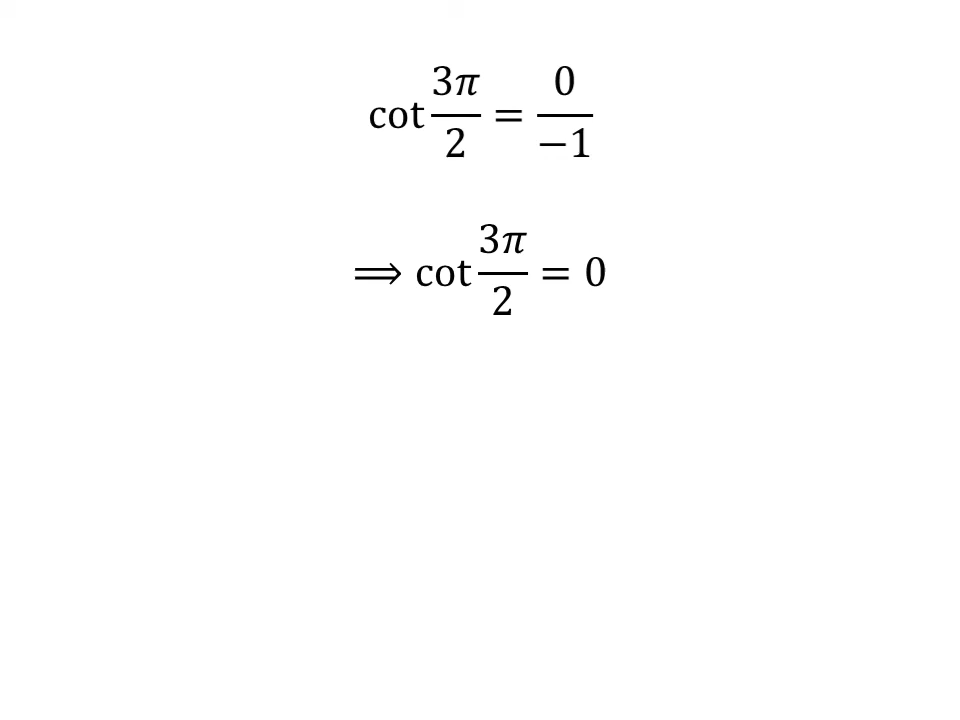 cot 3π/2 = 0/−1
⟹ cot 3π/2 = 0